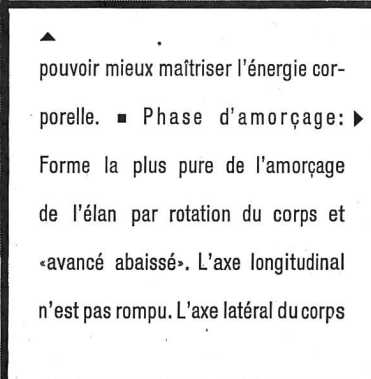 ▲
pouvoir mieux maîtriser l'énergie cor-
porelle. ■ Phase d'amorçage: ▶
Forme la plus pure de l'amorçage
de l'élan par rotation du corps et
«avancé abaissé». L'axe longitudinal
n'est pas rompu. L'axe latéral du corps